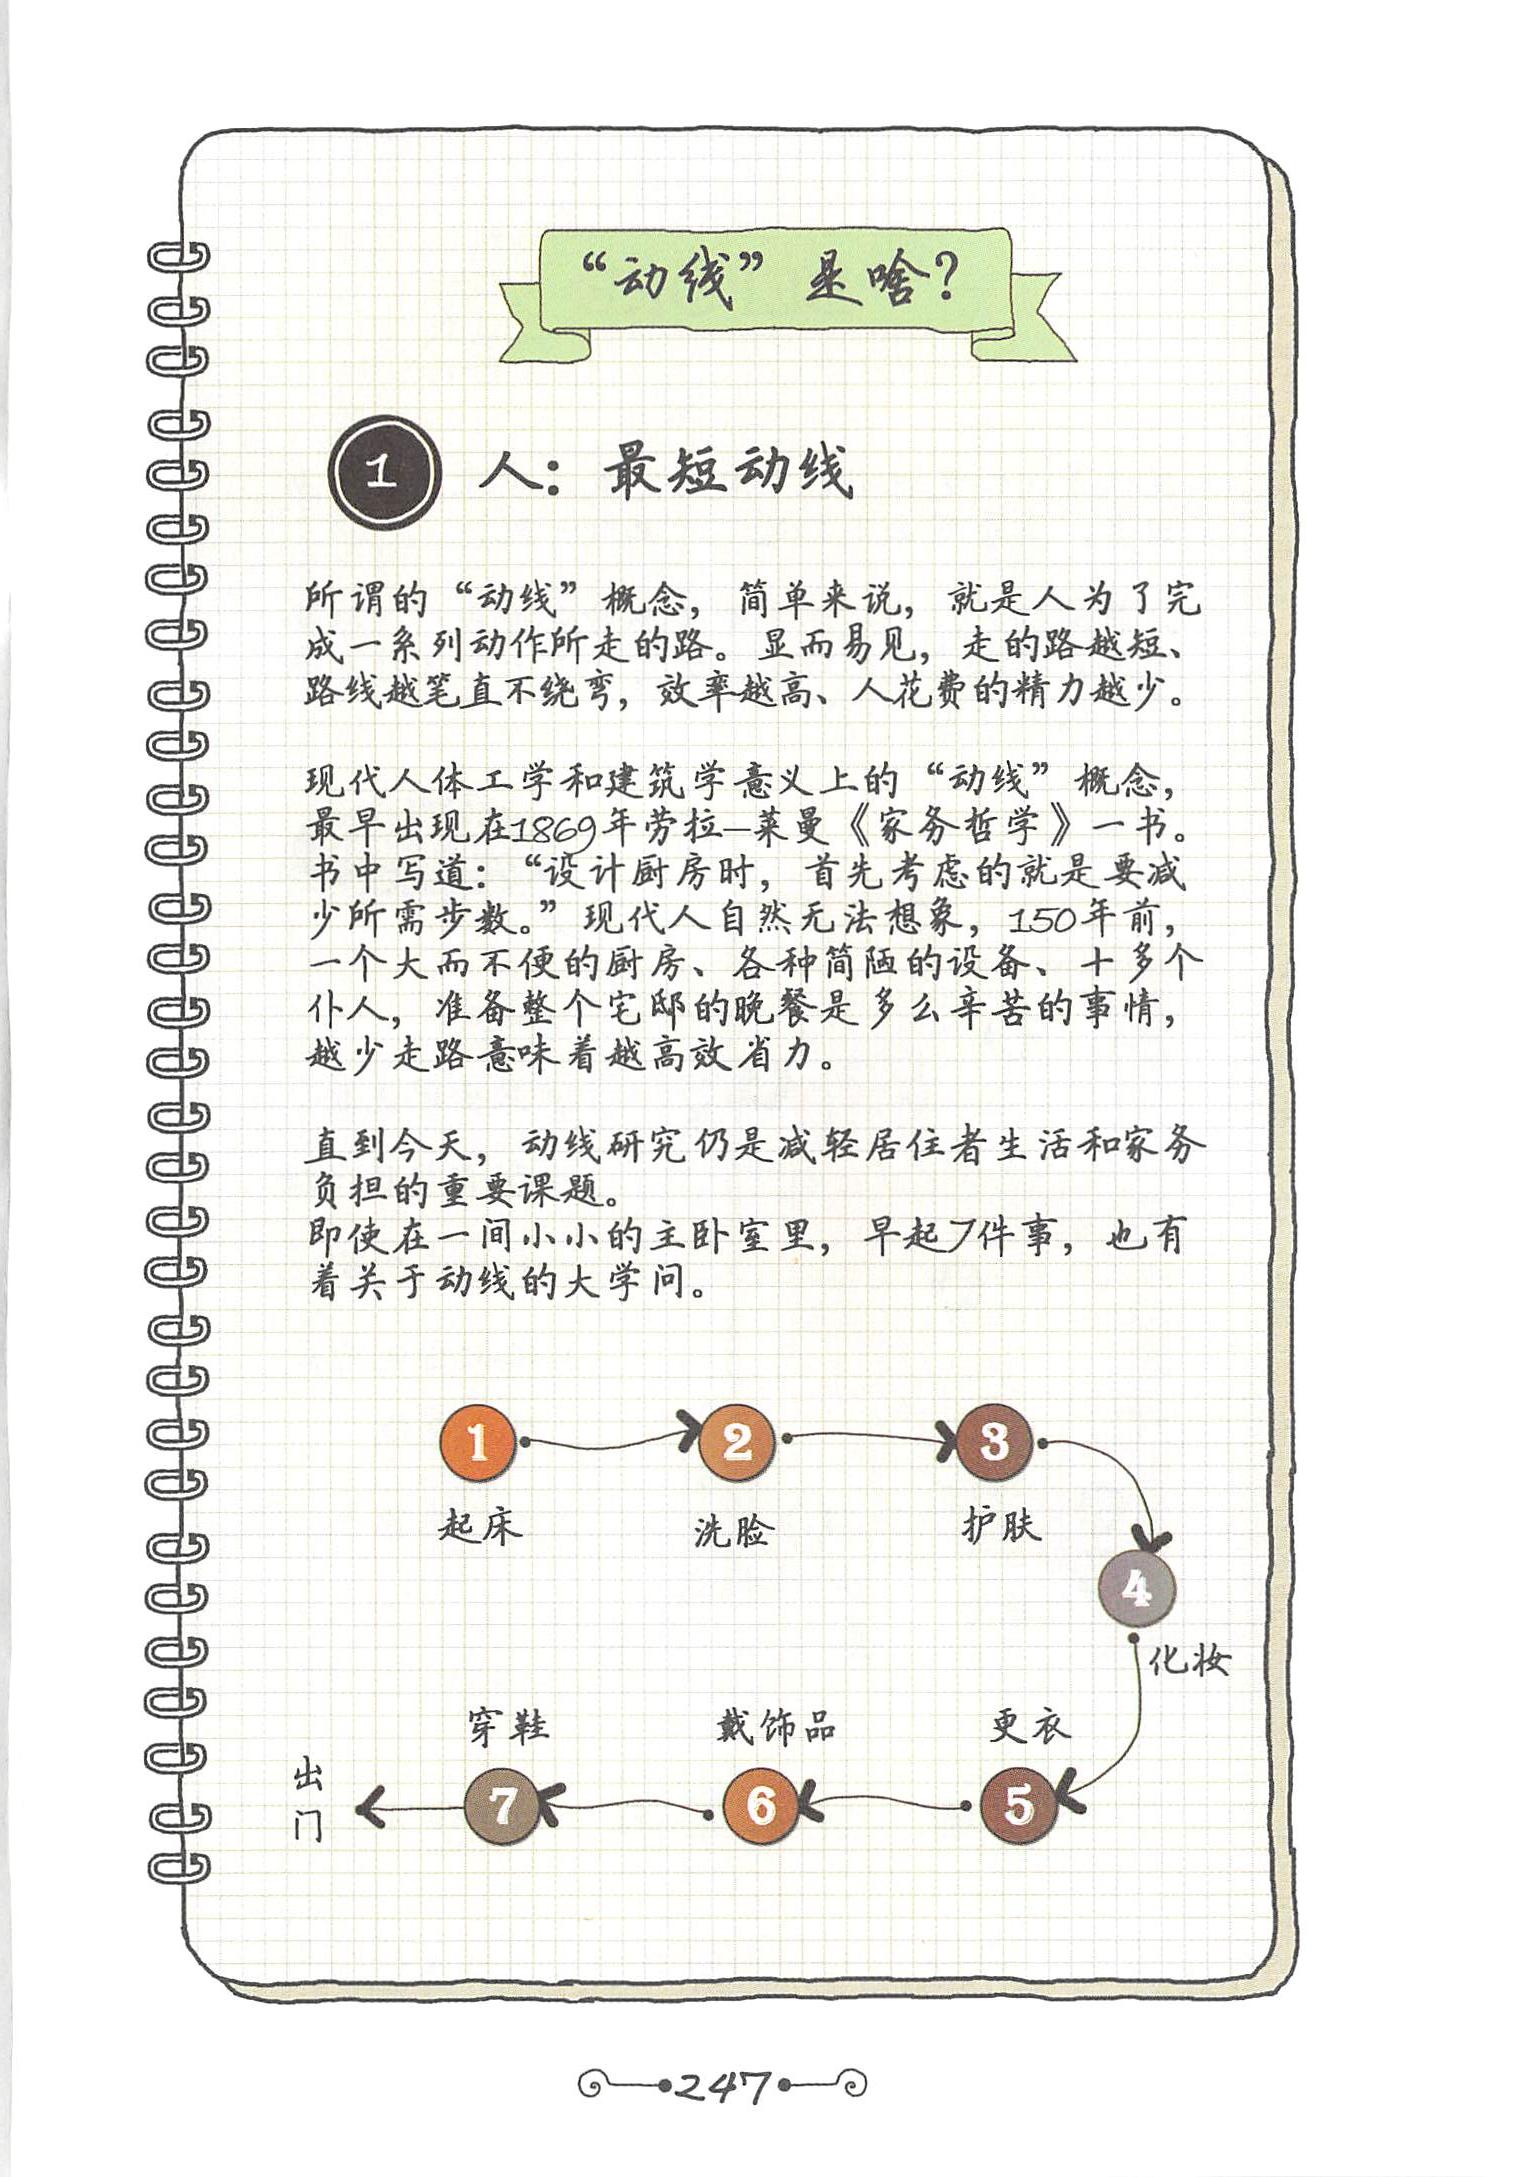 “动线”是啥？
1 人：最短动线
所谓的“动线”概念，简单来说，就是人为了完
成一系列动作所走的路。显而易见，走的路越短、
路线越笔直不绕弯，效率越高、人花费的精力越少。
现代人体工学和建筑学意义上的“动线”概念，
最早出现在1869年劳拉—莱曼《家务哲学》一书。
书中写道：“设计厨房时，首先考虑的就是要减
少所需步数。”现代人自然无法想象，150年前，
一个大而不便的厨房、各种简陋的设备、十多个
仆人，准备整个宅邸的晚餐是多么辛苦的事情，
越少走路意味着越高效省力。
直到今天，动线研究仍是减轻居住者生活和家务
负担的重要课题。
即使在一间小小的主卧室里，早起7件事，也有
着关于动线的大学问。
1 2 3
起床 洗脸 护肤
4
化妆
穿鞋 戴饰品 更衣
出门
7 6 5
247